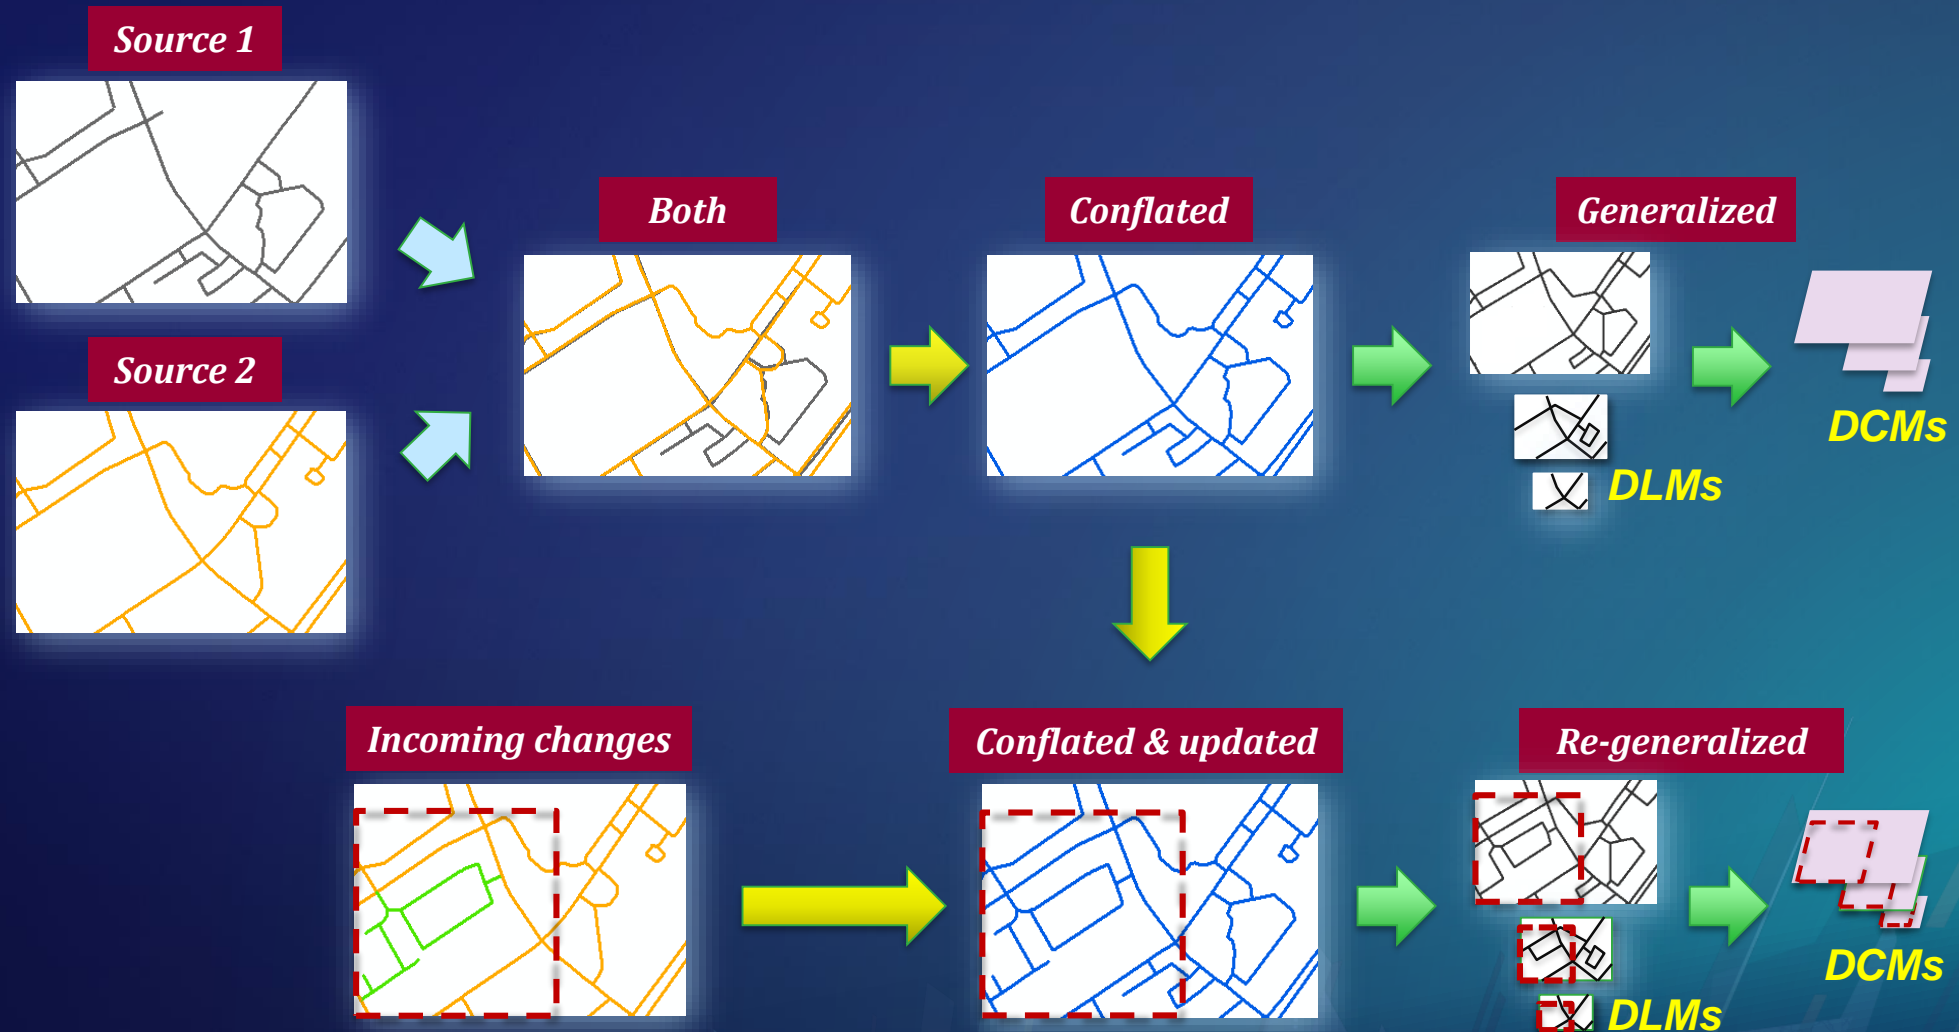 Source 1
Source 2
Both
Conflated
Generalized
DCMs
DLMs
Incoming changes
Conflated & updated
Re-generalized
DCMs
DLMs